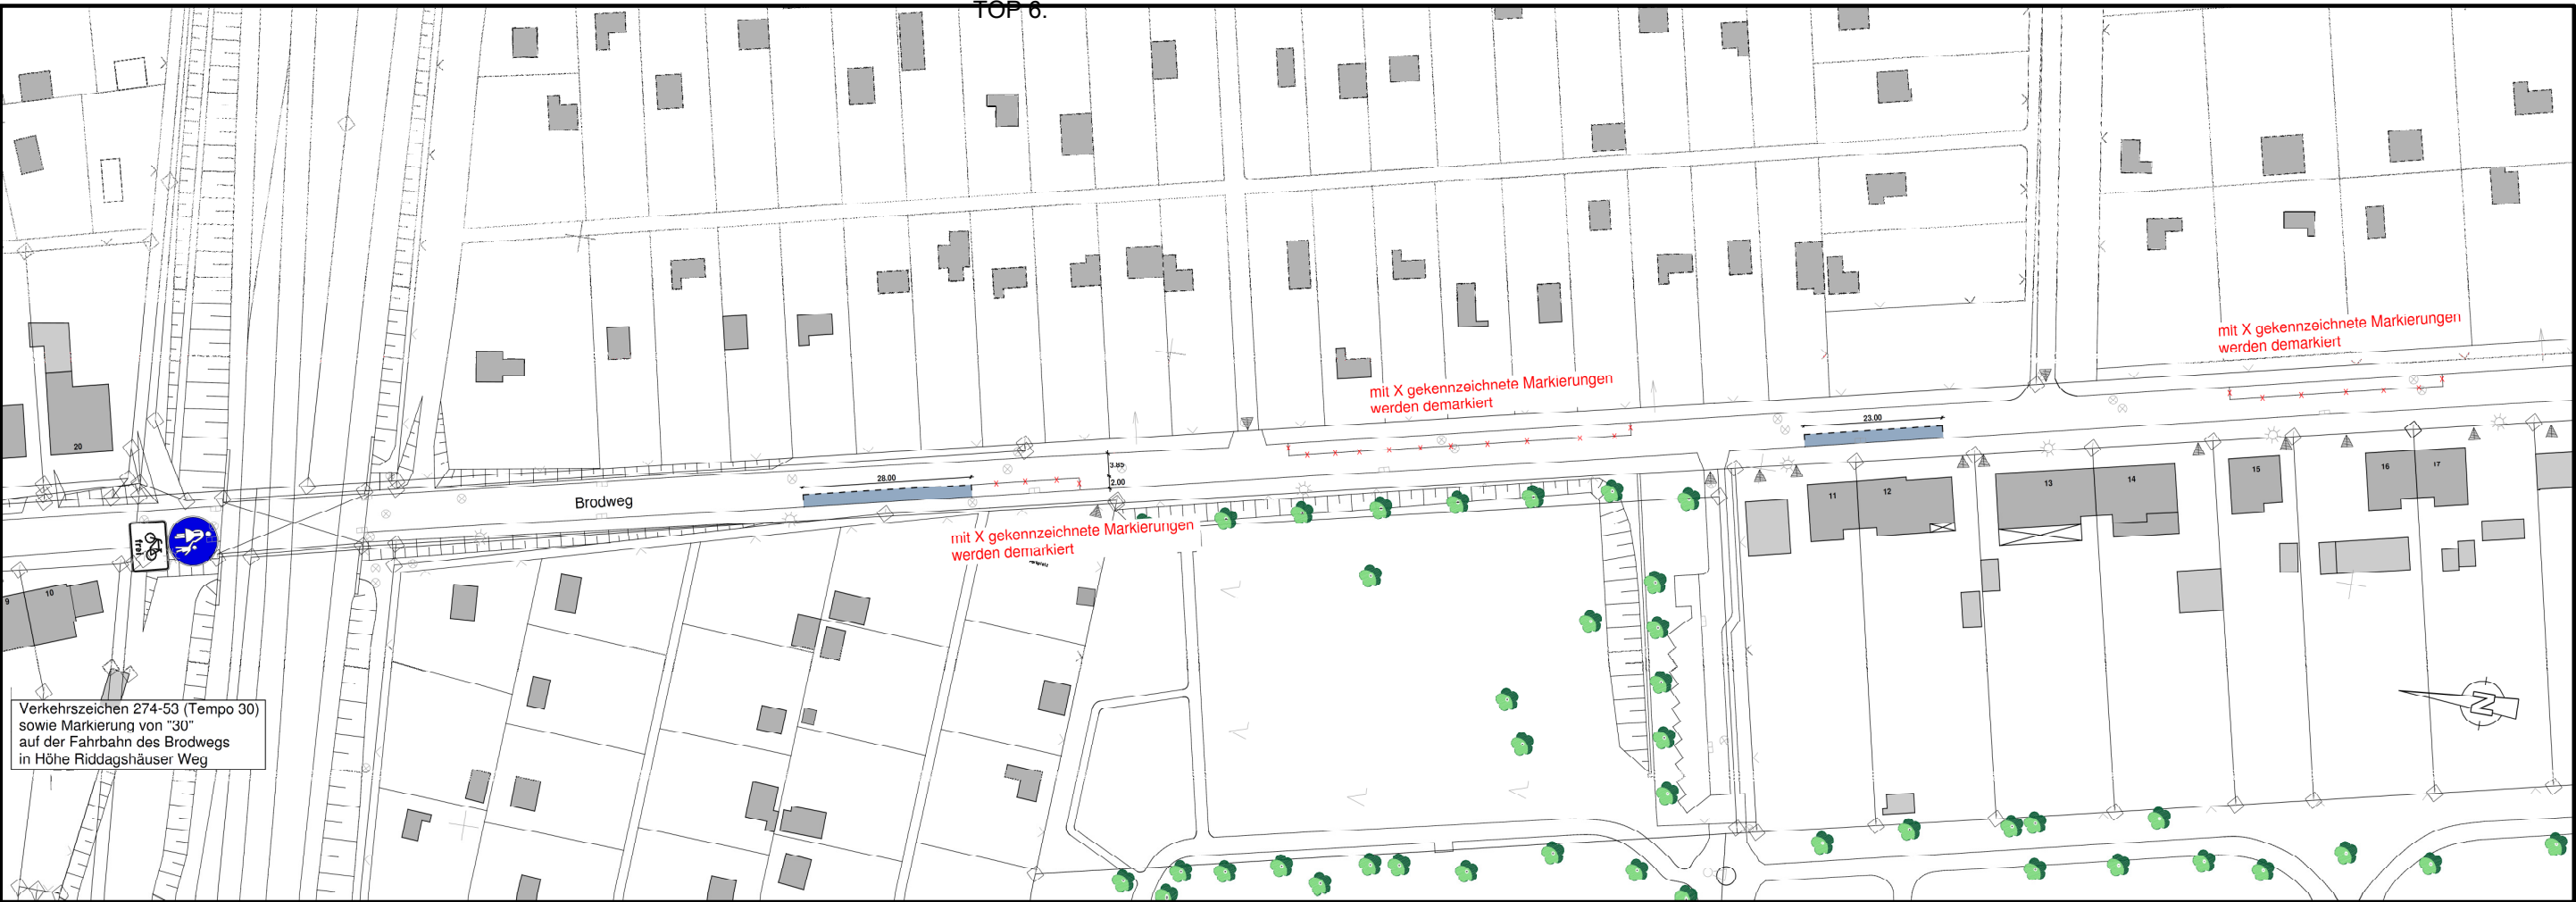 TOP 6.
mit X gekennzeichnete Markierungen
werden demarkiert
mit X gekennzeichnete Markierungen
werden demarkiert
23.00
3.85
28.00
2.00
Brodweg
20
11
12
13
14
15
16
17
mit X gekennzeichnete Markierungen
werden demarkiert
frei
9
10
Verkehrszeichen 274-53 (Tempo 30)
sowie Markierung von "30"
auf der Fahrbahn des Brodwegs
in Höhe Riddagshäuser Weg
N